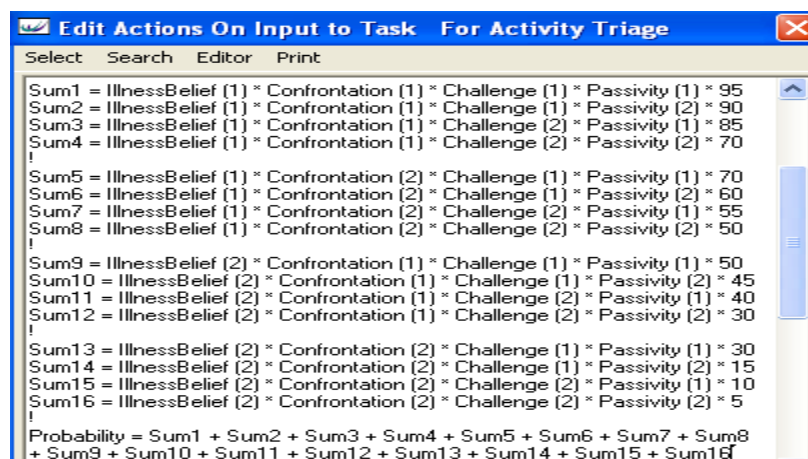 Edit Actions On Input to Task For Activity Triage
Select Search Editor Print
Sum1 = IllnessBelief (1) * Confrontation (1) * Challenge (1) * Passivity (1) * 95
Sum2 = IllnessBelief (1) * Confrontation (1) * Challenge (1) * Passivity (2) * 90
Sum3 = IllnessBelief (1) * Confrontation (1) * Challenge (2) * Passivity (1) * 85
Sum4 = IllnessBelief (1) * Confrontation (1) * Challenge (2) * Passivity (2) * 70
!
Sum5 = IllnessBelief (1) * Confrontation (2) * Challenge (1) * Passivity (1) * 70
Sum6 = IllnessBelief (1) * Confrontation (2) * Challenge (1) * Passivity (2) * 60
Sum7 = IllnessBelief (1) * Confrontation (2) * Challenge (2) * Passivity (1) * 55
Sum8 = IllnessBelief (1) * Confrontation (2) * Challenge (2) * Passivity (2) * 50
!
Sum9 = IllnessBelief (2) * Confrontation (1) * Challenge (1) * Passivity (1) * 50
Sum10 = IllnessBelief (2) * Confrontation (1) * Challenge (1) * Passivity (2) * 45
Sum11 = IllnessBelief (2) * Confrontation (1) * Challenge (2) * Passivity (1) * 40
Sum12 = IllnessBelief (2) * Confrontation (1) * Challenge (2) * Passivity (2) * 30
!
Sum13 = IllnessBelief (2) * Confrontation (2) * Challenge (1) * Passivity (1) * 30
Sum14 = IllnessBelief (2) * Confrontation (2) * Challenge (1) * Passivity (2) * 15
Sum15 = IllnessBelief (2) * Confrontation (2) * Challenge (2) * Passivity (1) * 10
Sum16 = IllnessBelief (2) * Confrontation (2) * Challenge (2) * Passivity (2) * 5
!
Probability = Sum1 + Sum2 + Sum3 + Sum4 + Sum5 + Sum6 + Sum7 + Sum8
+ Sum9 + Sum10 + Sum11 + Sum12 + Sum13 + Sum14 + Sum15 + Sum16